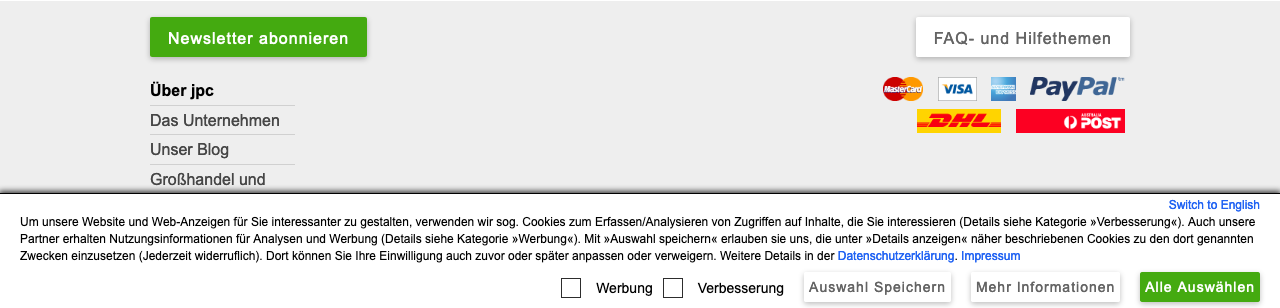 Newsletter abonnieren
FAQ- und Hilfethemen
Über jpc
Das Unternehmen
Unser Blog
Großhandel und
MasterCard VISA AMERICAN EXPRESS PayPal
DHL AUSTRALIA POST
Switch to English
Um unsere Website und Web-Anzeigen für Sie interessanter zu gestalten, verwenden wir sog. Cookies zum Erfassen/Analysieren von Zugriffen auf Inhalte, die Sie interessieren (Details siehe Kategorie »Verbesserung«). Auch unsere
Partner erhalten Nutzungsinformationen für Analysen und Werbung (Details siehe Kategorie »Werbung«). Mit »Auswahl speichern« erlauben sie uns, die unter »Details anzeigen« näher beschriebenen Cookies zu den dort genannten
Zwecken einzusetzen (Jederzeit widerruflich). Dort können Sie Ihre Einwilligung auch zuvor oder später anpassen oder verweigern. Weitere Details in der Datenschutzerklärung. Impressum
Werbung Verbesserung Auswahl Speichern Mehr Informationen Alle Auswählen